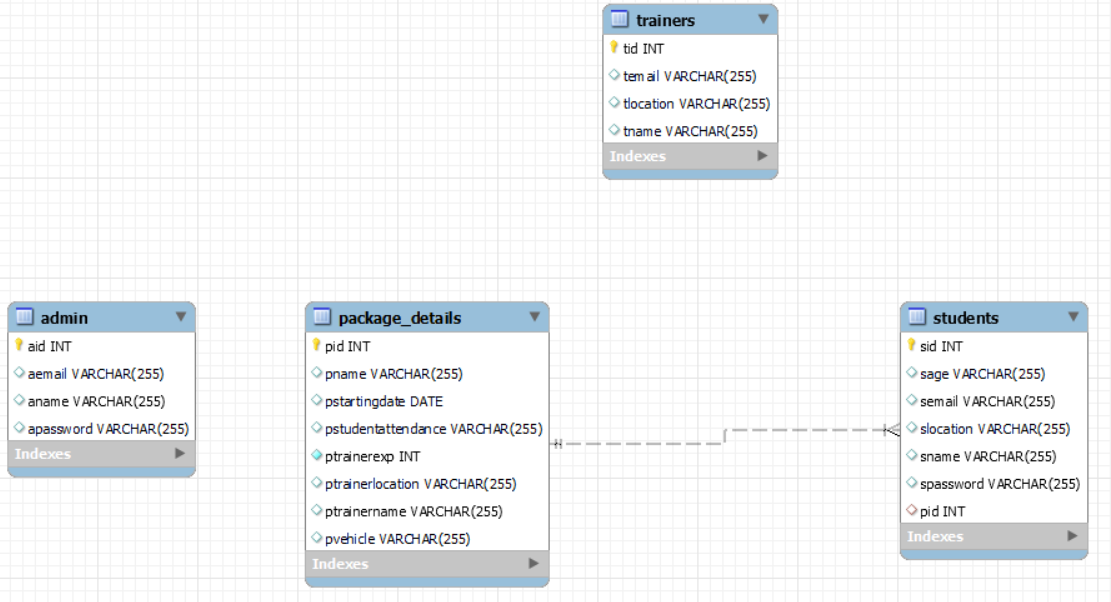 trainers
tid INT
temail VARCHAR(255)
tlocation VARCHAR(255)
tname VARCHAR(255)
Indexes
admin
aid INT
aemail VARCHAR(255)
aname VARCHAR(255)
apassword VARCHAR(255)
Indexes
package_details
pid INT
pname VARCHAR(255)
pstartingdate DATE
pstudentattendance VARCHAR(255)
ptrainerexp INT
ptrainerlocation VARCHAR(255)
ptrainername VARCHAR(255)
pvehicle VARCHAR(255)
Indexes
students
sid INT
sage VARCHAR(255)
semail VARCHAR(255)
slocation VARCHAR(255)
sname VARCHAR(255)
spassword VARCHAR(255)
pid INT
Indexes